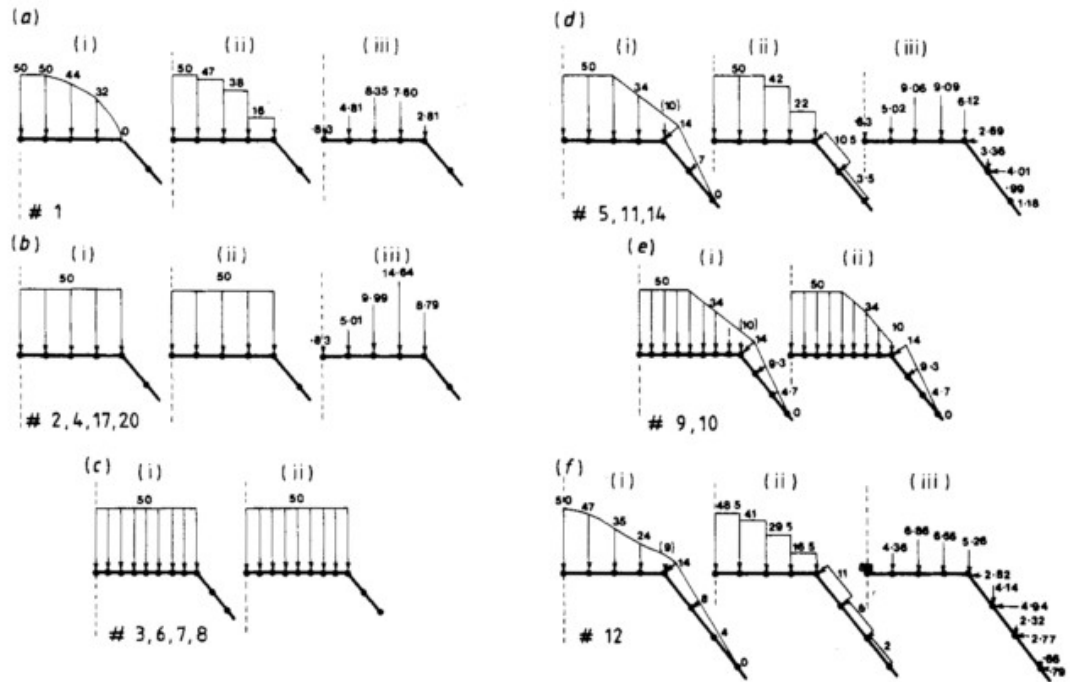 (a)
(i) (ii) (iii)
50 50 44 32 0
50 47 38 16
·83 4·81 8·35 7·60 2·81
# 1
(b)
(i) (ii) (iii)
50
50
·83 5·01 9·99 14·64 8·79
# 2,4,17,20
(c)
(i) (ii)
50
50
# 3,6,7,8
(d)
(i) (ii) (iii)
50 34 (10) 14 7 0
50 42 22 10·5 3·5
5·02 9·06 9·09 6·12 2·69 3·36 4·01 ·99 1·18
# 5,11,14
(e)
(i) (ii)
50 34 (10) 14 9·3 4·7 0
50 34 10 14 9·3 4·7 0
# 9,10
(f)
(i) (ii) (iii)
50 47 35 24 (9) 14 8 4 0
48·5 41 29·5 16·5 11 2
4·36 6·86 6·66 5·26 2·82 4·14 4·94 2·32 2·77 ·66 ·79
# 12